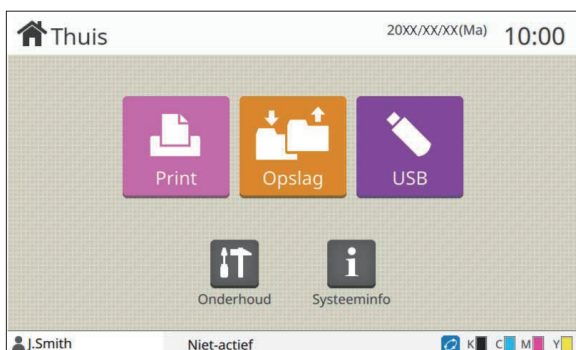 Thuis 20XX/XX/XX(Ma) 10:00
Print Opslag USB
Onderhoud Systeeminfo
J.Smith Niet-actief K C M Y